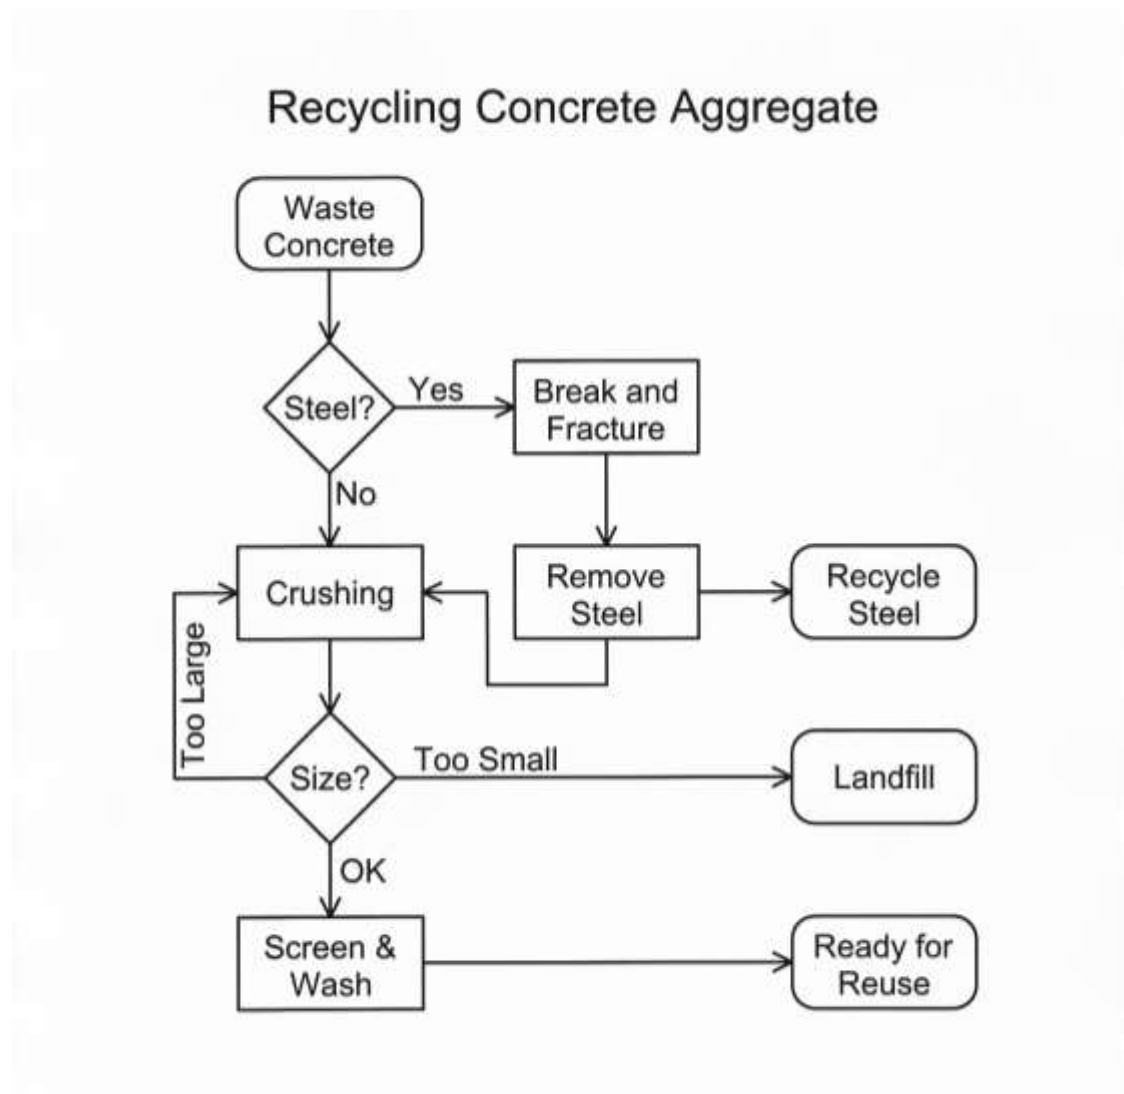 Recycling Concrete Aggregate
Waste
Concrete
Steel?
Yes
Break and
Fracture
No
Crushing
Remove
Steel
Recycle
Steel
Too Large
Size?
Too Small
Landfill
OK
Screen &
Wash
Ready for
Reuse